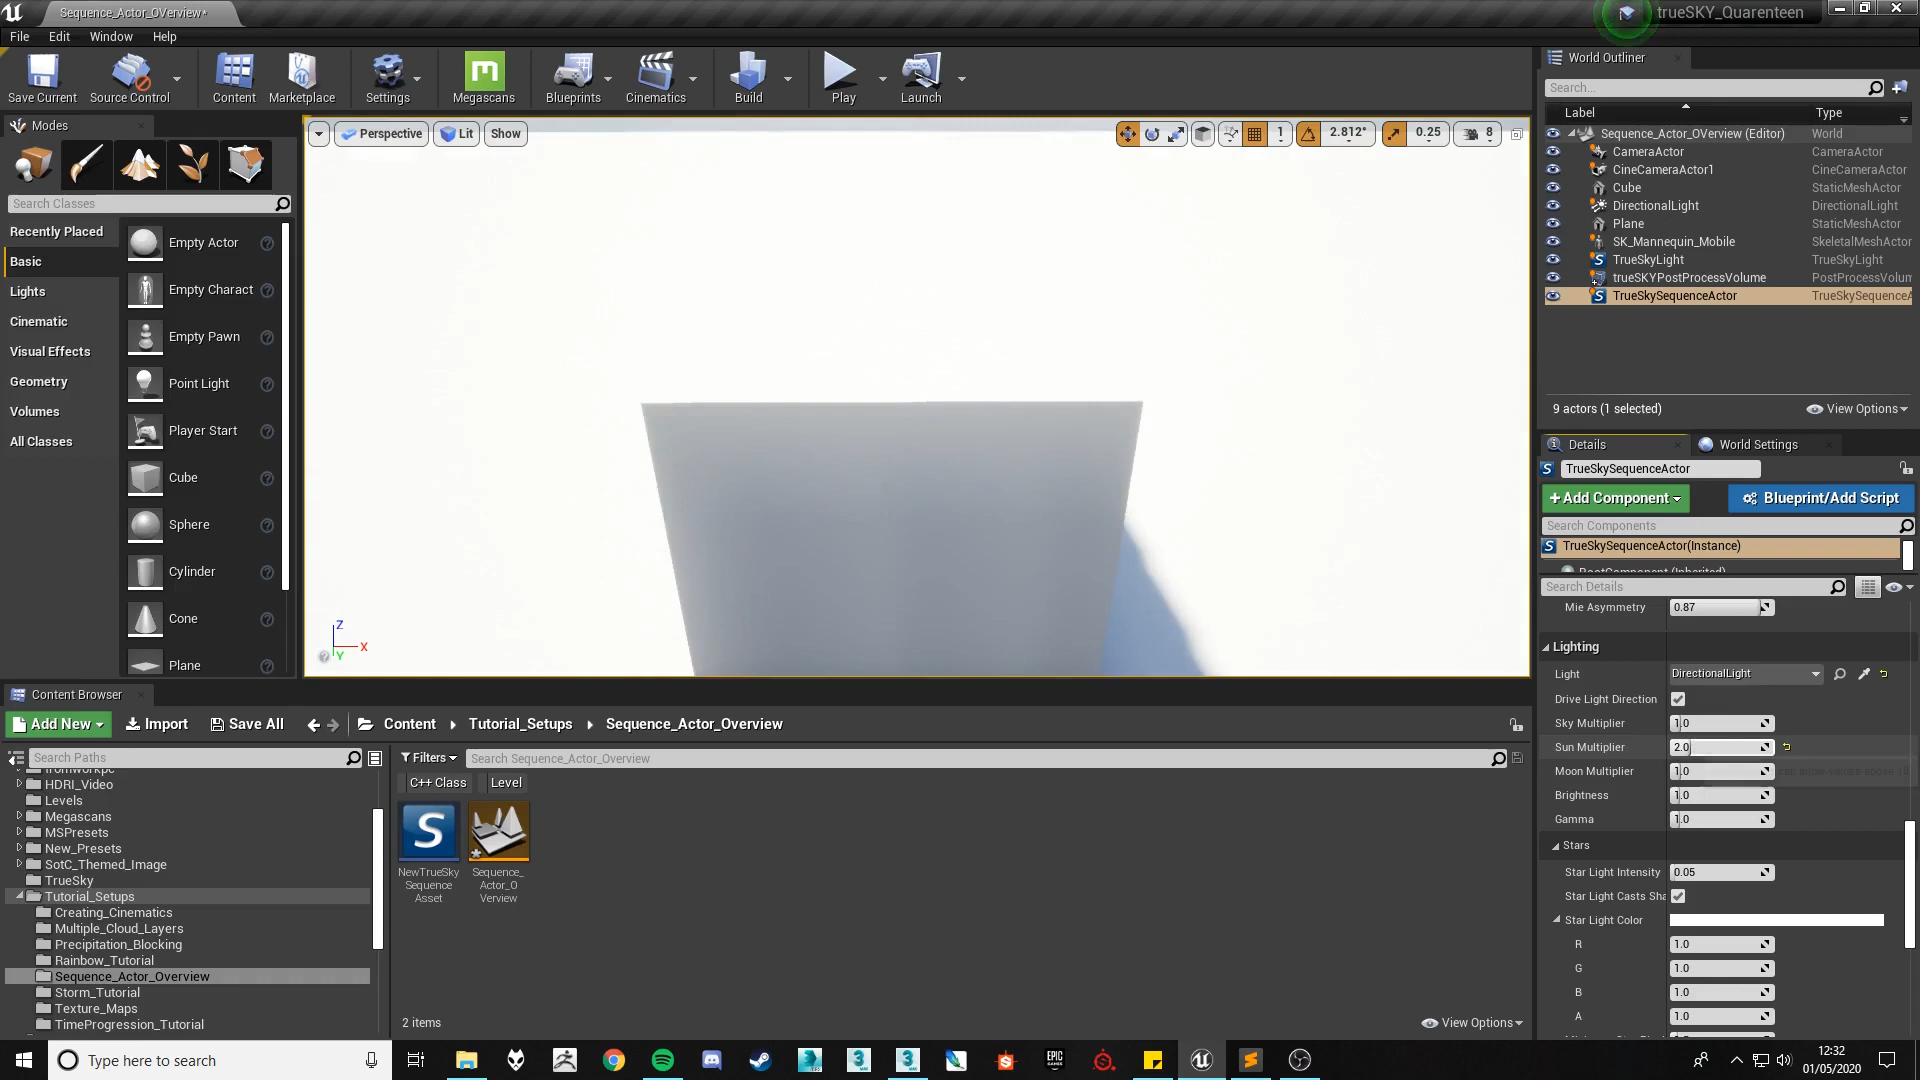 Sequence_Actor_OVerview*
trueSKY_Quarenteen
File Edit Window Help
Save Current Source Control Content Marketplace Settings Megascans Blueprints Cinematics Build Play Launch
Modes
Search Classes
Recently Placed
Basic
Lights
Cinematic
Visual Effects
Geometry
Volumes
All Classes
Empty Actor
Empty Charact
Empty Pawn
Point Light
Player Start
Cube
Sphere
Cylinder
Cone
Plane
Perspective Lit Show
1 2.812° 0.25 8
Z
X
Y
World Outliner
Search...
Label Type
Sequence_Actor_OVerview (Editor) World
CameraActor CameraActor
CineCameraActor1 CineCameraActor
Cube StaticMeshActor
DirectionalLight DirectionalLight
Plane StaticMeshActor
SK_Mannequin_Mobile SkeletalMeshActor
TrueSkyLight TrueSkyLight
trueSKYPostProcessVolume PostProcessVolum
TrueSkySequenceActor TrueSkySequenceA
9 actors (1 selected) View Options
Details World Settings
TrueSkySequenceActor
+Add Component Blueprint/Add Script
Search Components
TrueSkySequenceActor(Instance)
RootComponent (Inherited)
Search Details
Mie Asymmetry 0.87
Lighting
Light DirectionalLight
Drive Light Direction
Sky Multiplier 1.0
Sun Multiplier 2.0
Moon Multiplier 1.0
Brightness 1.0
Gamma 1.0
Stars
Star Light Intensity 0.05
Star Light Casts Sha
Star Light Color
R 1.0
G 1.0
B 1.0
A 1.0
Content Browser
Add New Import Save All Content Tutorial_Setups Sequence_Actor_Overview
Search Paths
HDRI_Video
Levels
Megascans
MSPresets
New_Presets
SotC_Themed_Image
TrueSky
Tutorial_Setups
Creating_Cinematics
Multiple_Cloud_Layers
Precipitation_Blocking
Rainbow_Tutorial
Sequence_Actor_Overview
Storm_Tutorial
Texture_Maps
TimeProgression_Tutorial
Filters Search Sequence_Actor_Overview
C++ Class Level
NewTrueSky
Sequence
Asset
Sequence_
Actor_O
Verview
2 items View Options
Type here to search
12:32
01/05/2020